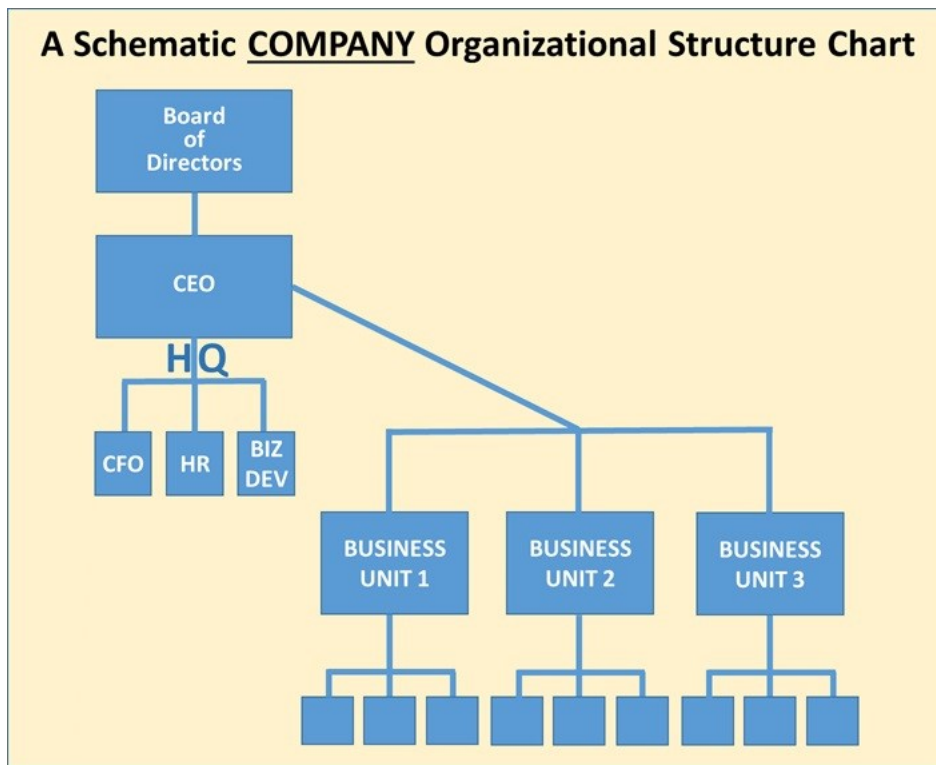 A Schematic COMPANY Organizational Structure Chart
Board
of
Directors
CEO
HQ
CFO
HR
BIZ
DEV
BUSINESS
UNIT 1
BUSINESS
UNIT 2
BUSINESS
UNIT 3